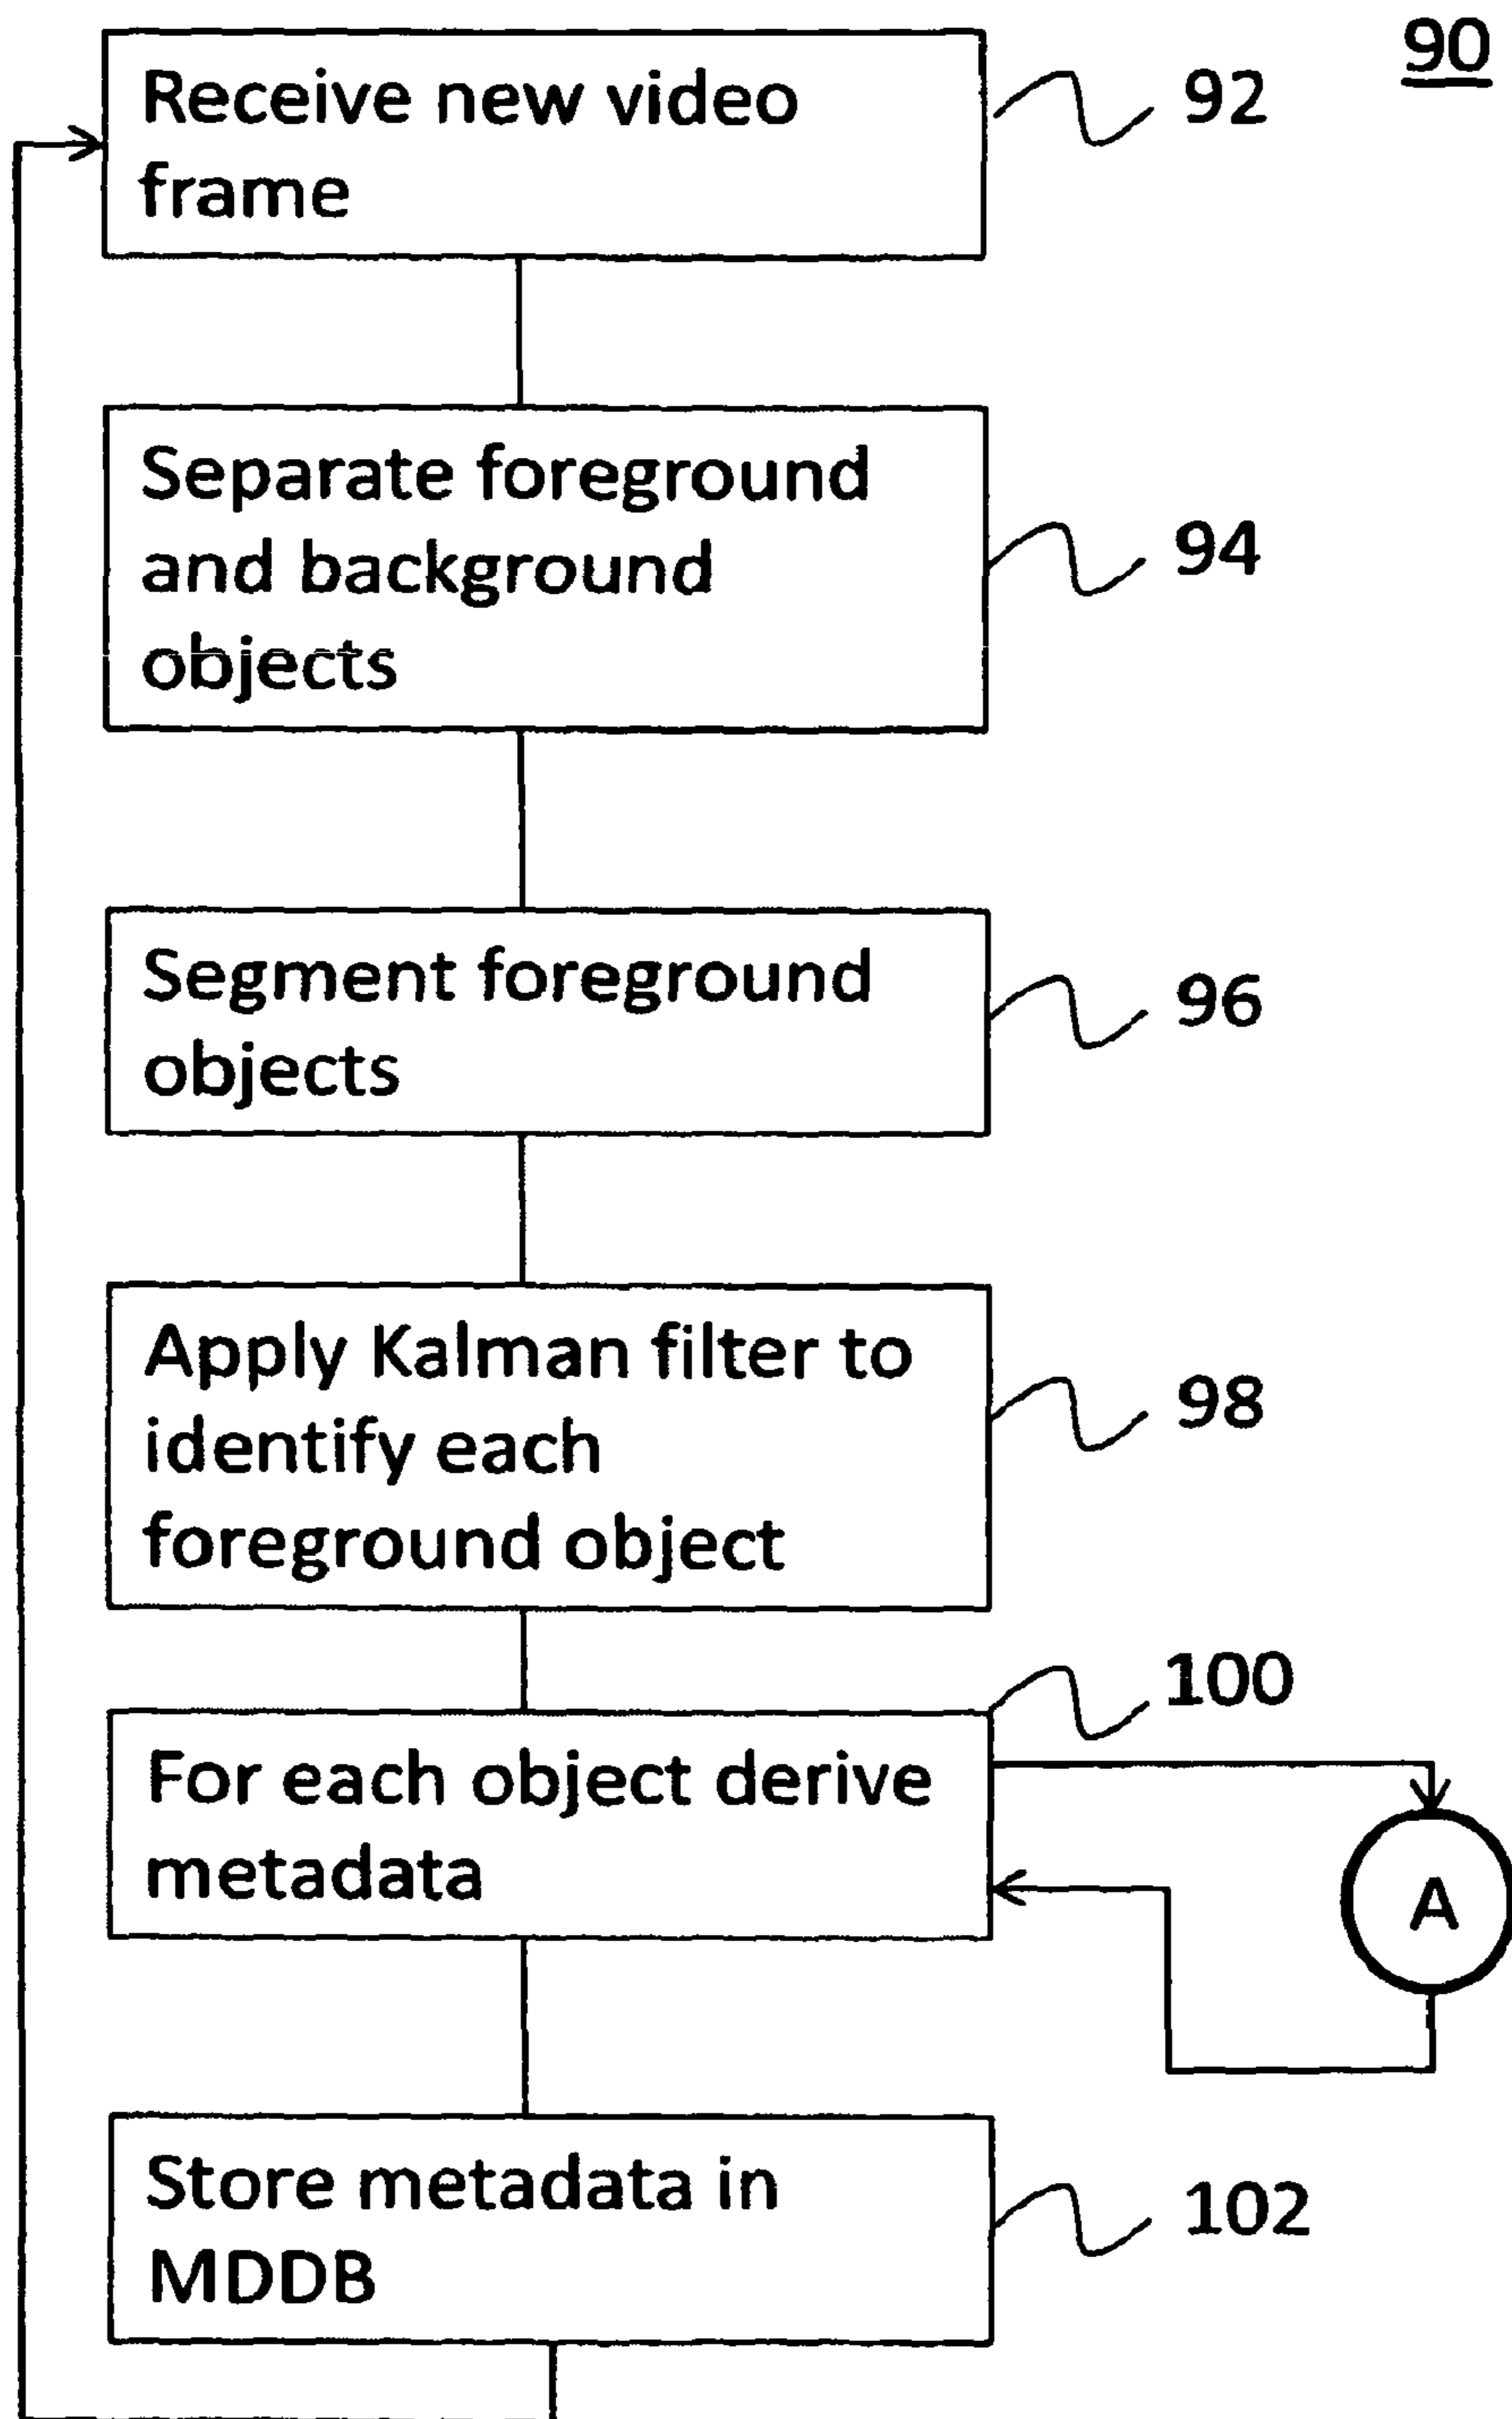 90
Receive new video
frame
92
Separate foreground
and background
objects
94
Segment foreground
objects
96
Apply Kalman filter to
identify each
foreground object
98
100
For each object derive
metadata
A
Store metadata in
MDDB
102